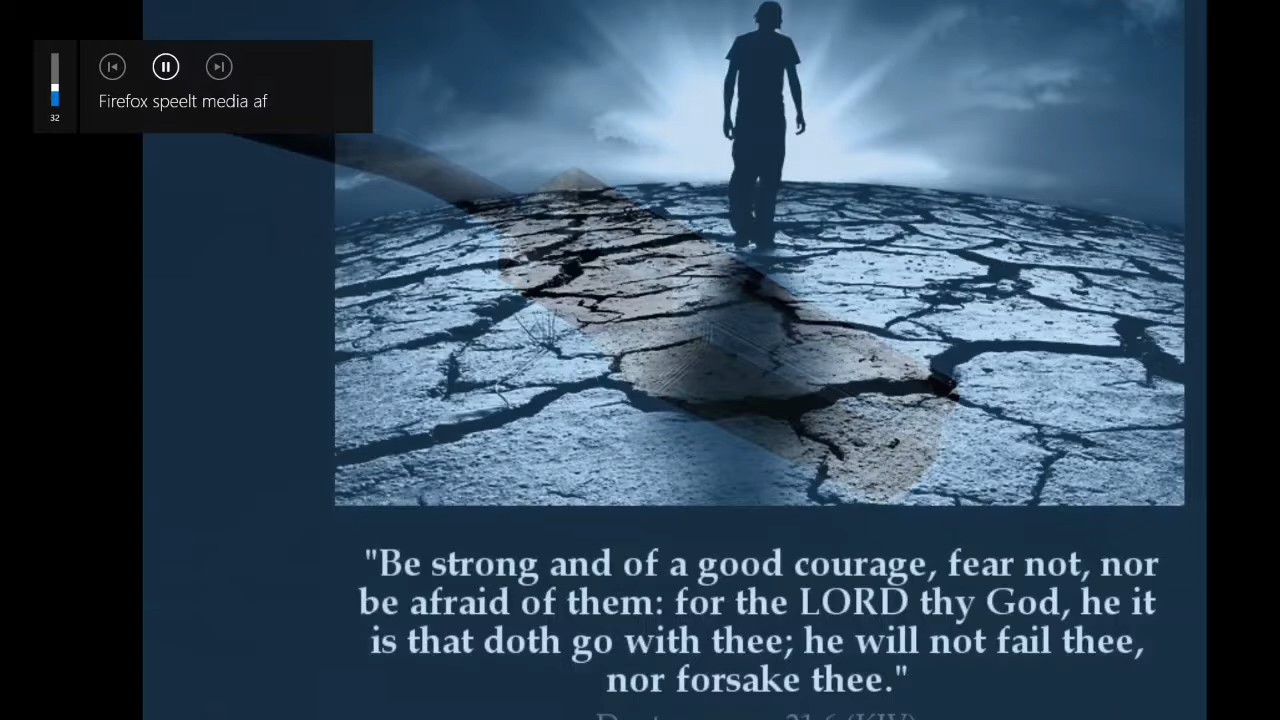 Firefox speelt media af
32
"Be strong and of a good courage, fear not, nor
be afraid of them: for the LORD thy God, he it
is that doth go with thee; he will not fail thee,
nor forsake thee."